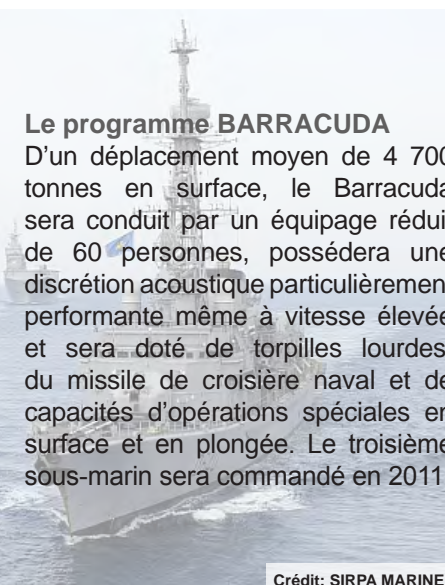 Le programme BARRACUDA
D'un déplacement moyen de 4 700
tonnes en surface, le Barracuda
sera conduit par un équipage rédui
de 60 personnes, possédera une
discrétion acoustique particulièremen
performante même à vitesse élevée
et sera doté de torpilles lourdes
du missile de croisière naval et de
capacités d'opérations spéciales en
surface et en plongée. Le troisième
sous-marin sera commandé en 2011
Crédit: SIRPA MARINE